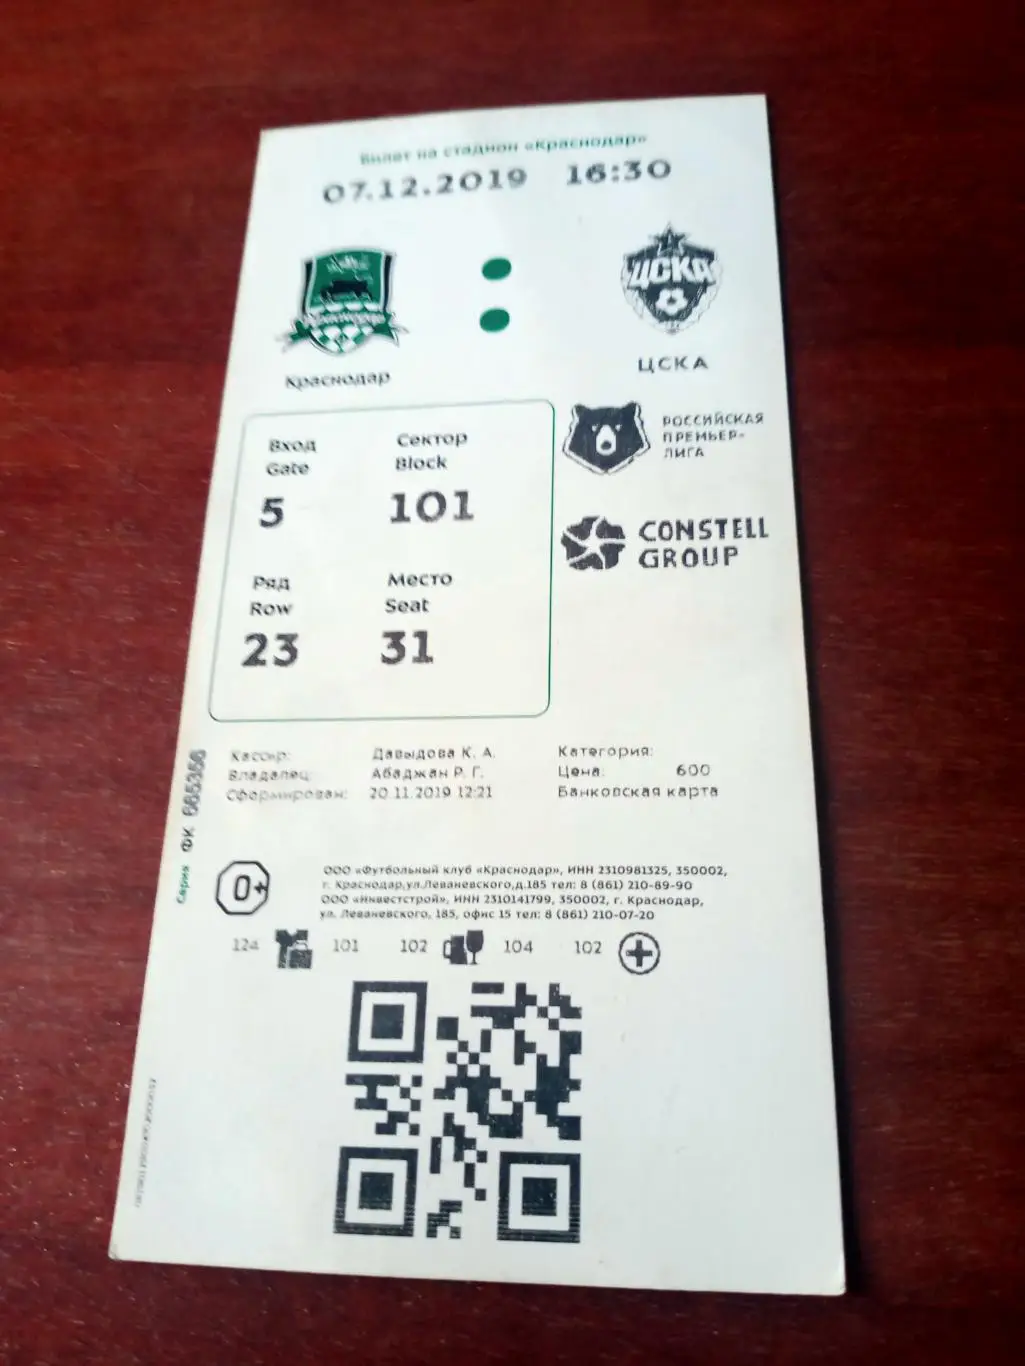 Билет на стадион «Краснодар»
07.12.2019 16:30
Краснодар
ЦСКА
Краснодар
ЦСКА
РОССИЙСКАЯ
ПРЕМЬЕР-
ЛИГА
CONSTELL
GROUP
Вход Сектор
Gate Block
5 101
Ряд Место
Row Seat
23 31
Кассир: Давыдова К. А.
Владелец: Абаджан Р. Г.
Сформирован: 20.11.2019 12:21
Категория:
Цена: 600
Банковская карта
Серия ФК 665356
0+
ООО «Футбольный клуб «Краснодар», ИНН 2310981325, 350002,
г. Краснодар,ул.Леваневского,д.185 тел: 8 (861) 210-89-90
ООО «Инвестстрой», ИНН 2310141799, 350002, г. Краснодар,
ул. Леваневского, 185, офис 15 тел: 8 (861) 210-07-20
124 101 102 104 102